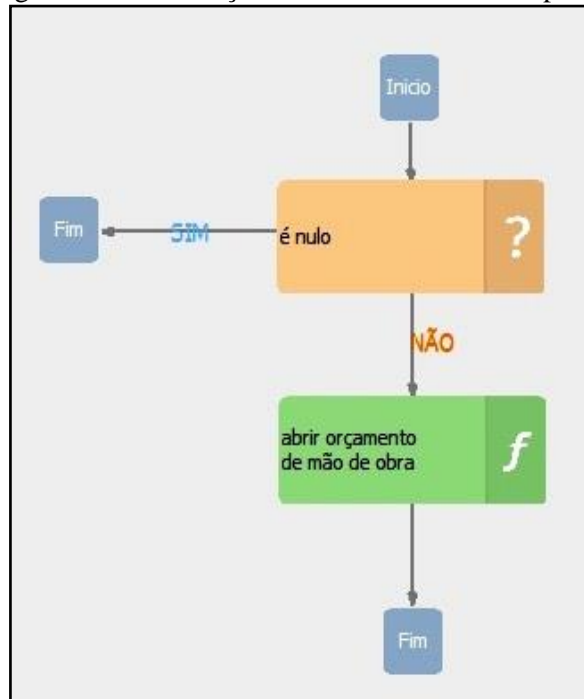 Inicio
Fim
SIM
é nulo
?
NÃO
abrir orçamento
de mão de obra
f
Fim